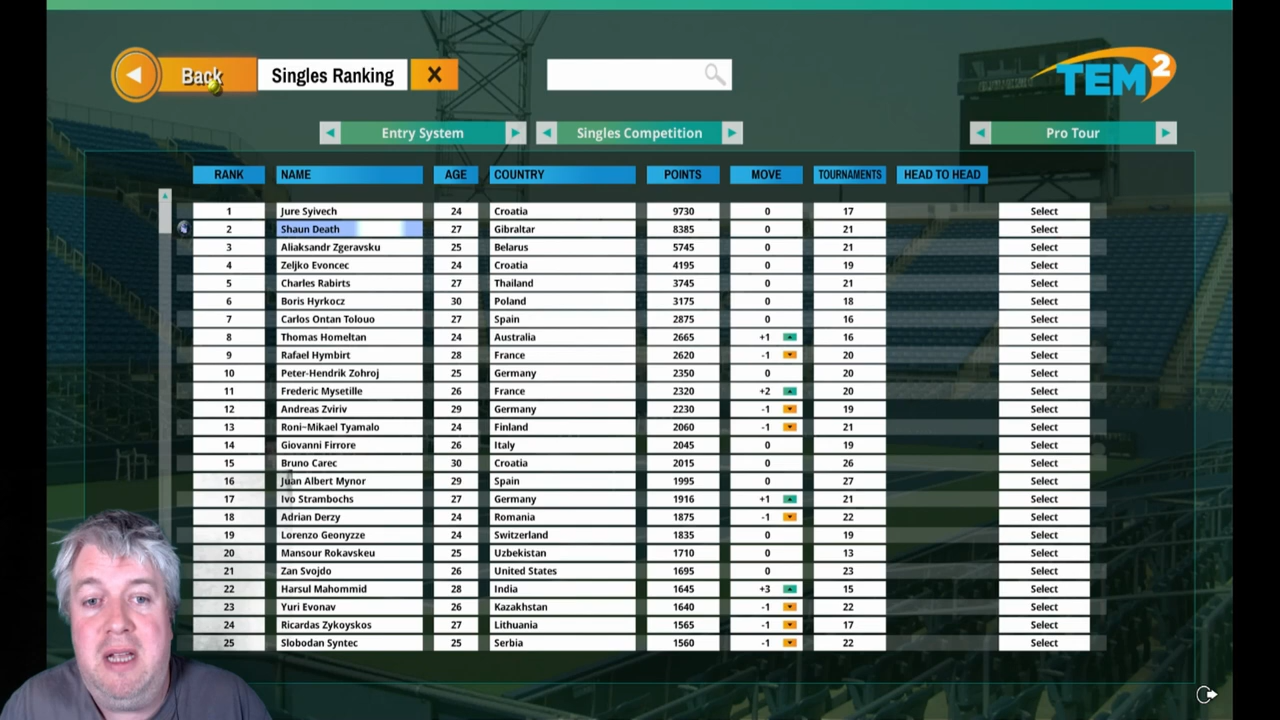 Back Singles Ranking X TEM2
Entry System Singles Competition Pro Tour
RANK NAME AGE COUNTRY POINTS MOVE TOURNAMENTS HEAD TO HEAD
1 Jure Syivech 24 Croatia 9730 0 17 Select
2 Shaun Death 27 Gibraltar 8385 0 21 Select
3 Aliaksandr Zgeravsku 25 Belarus 5745 0 21 Select
4 Zeljko Evoncec 24 Croatia 4195 0 19 Select
5 Charles Rabirts 27 Thailand 3745 0 21 Select
6 Boris Hyrkocz 30 Poland 3175 0 18 Select
7 Carlos Ontan Tolouo 27 Spain 2875 0 16 Select
8 Thomas Homeltan 24 Australia 2665 +1 16 Select
9 Rafael Hymbirt 28 France 2620 -1 20 Select
10 Peter-Hendrik Zohroj 25 Germany 2350 0 20 Select
11 Frederic Mysetille 26 France 2320 +2 20 Select
12 Andreas Zviriv 29 Germany 2230 -1 19 Select
13 Roni-Mikael Tyamalo 24 Finland 2060 -1 21 Select
14 Giovanni Firrore 26 Italy 2045 0 19 Select
15 Bruno Carec 30 Croatia 2015 0 26 Select
16 Juan Albert Mynor 29 Spain 1995 0 27 Select
17 Ivo Strambochs 27 Germany 1916 +1 21 Select
18 Adrian Derzy 24 Romania 1875 -1 22 Select
19 Lorenzo Geonyzze 24 Switzerland 1835 0 19 Select
20 Mansour Rokavskeu 25 Uzbekistan 1710 0 13 Select
21 Zan Svojdo 26 United States 1695 0 23 Select
22 Harsul Mahommid 28 India 1645 +3 15 Select
23 Yuri Evonav 26 Kazakhstan 1640 -1 22 Select
24 Ricardas Zykoyskos 27 Lithuania 1565 -1 17 Select
25 Slobodan Syntec 25 Serbia 1560 -1 22 Select